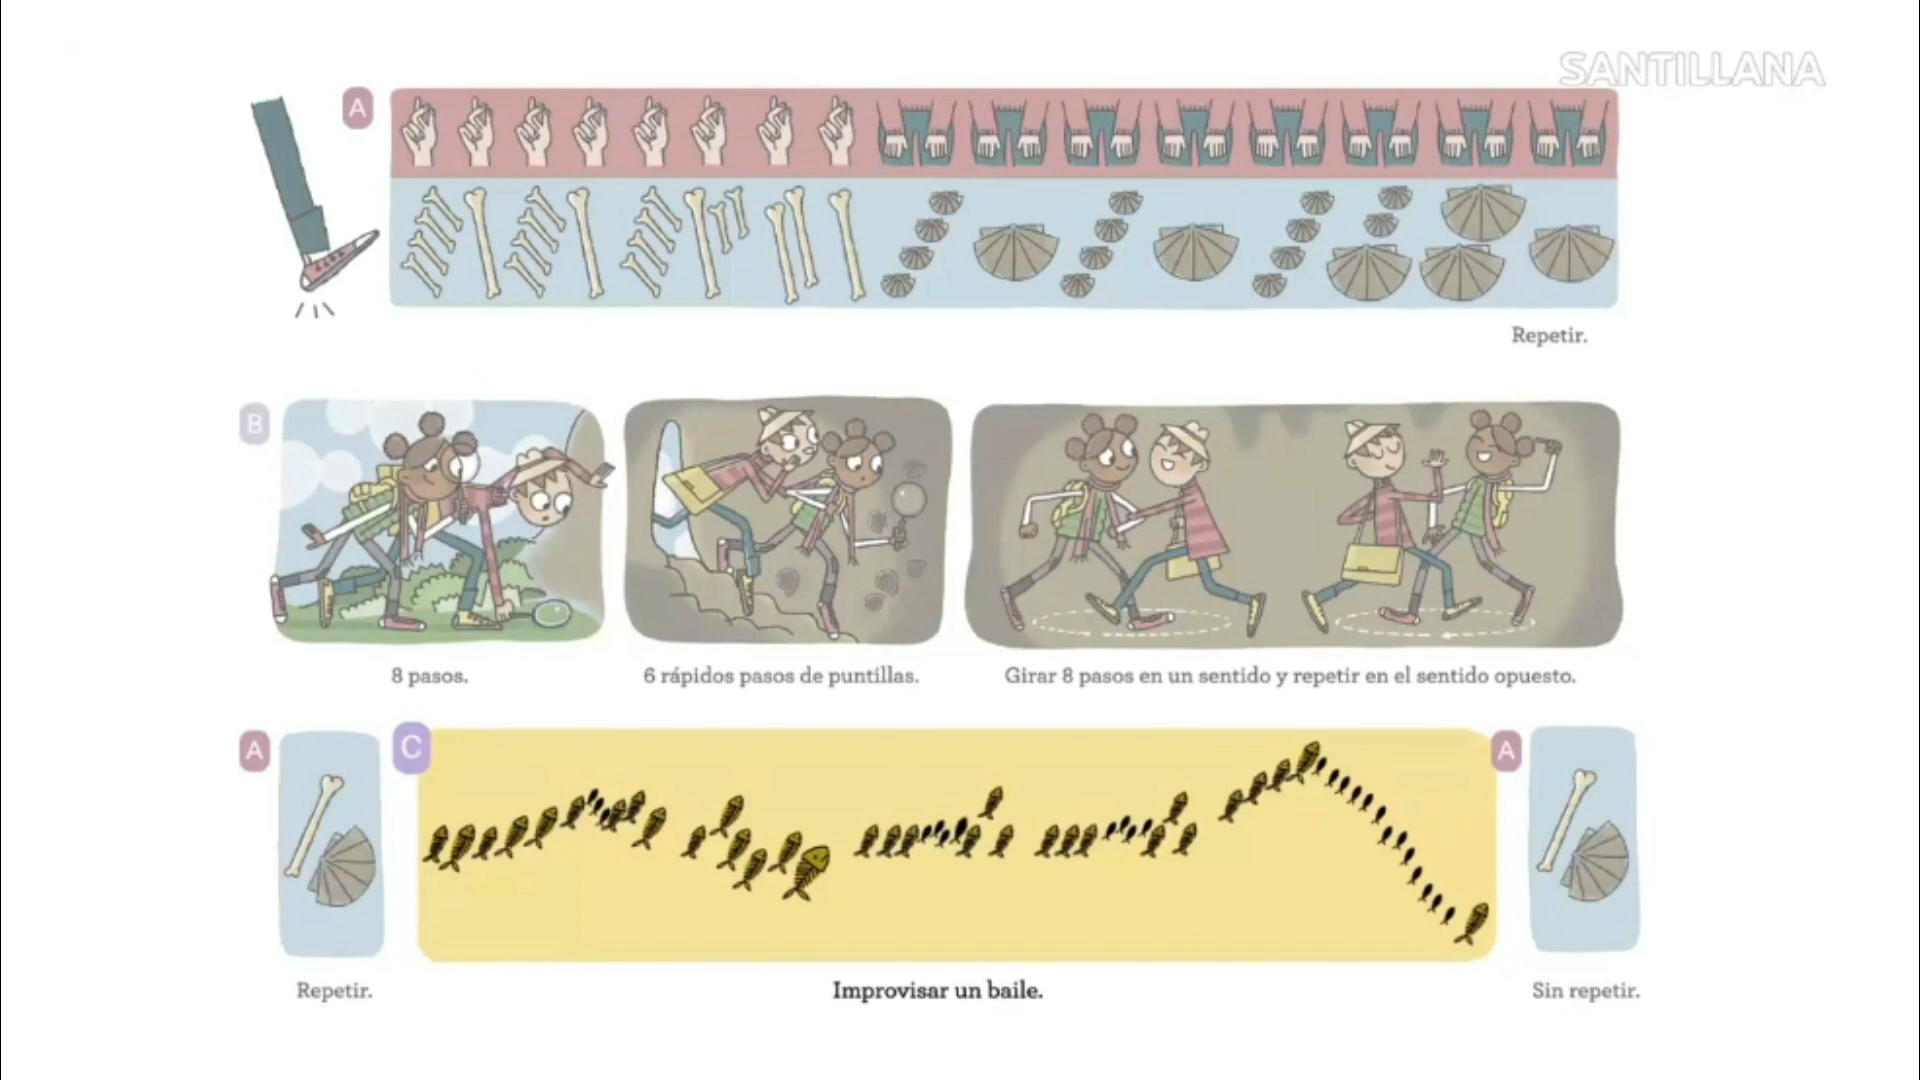 SANTILLANA
A
Repetir.
B
8 pasos.
6 rápidos pasos de puntillas.
Girar 8 pasos en un sentido y repetir en el sentido opuesto.
A
C
A
Repetir.
Improvisar un baile.
Sin repetir.